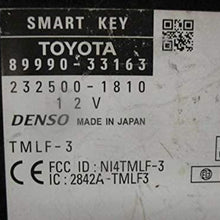 SMART KEY
TOYOTA
89990-33163
232500-1810
12V
DENSO MADE IN JAPAN
TMLF-3
CE FCC ID : NI4TMLF-3
IC : 2842A-TMLF3